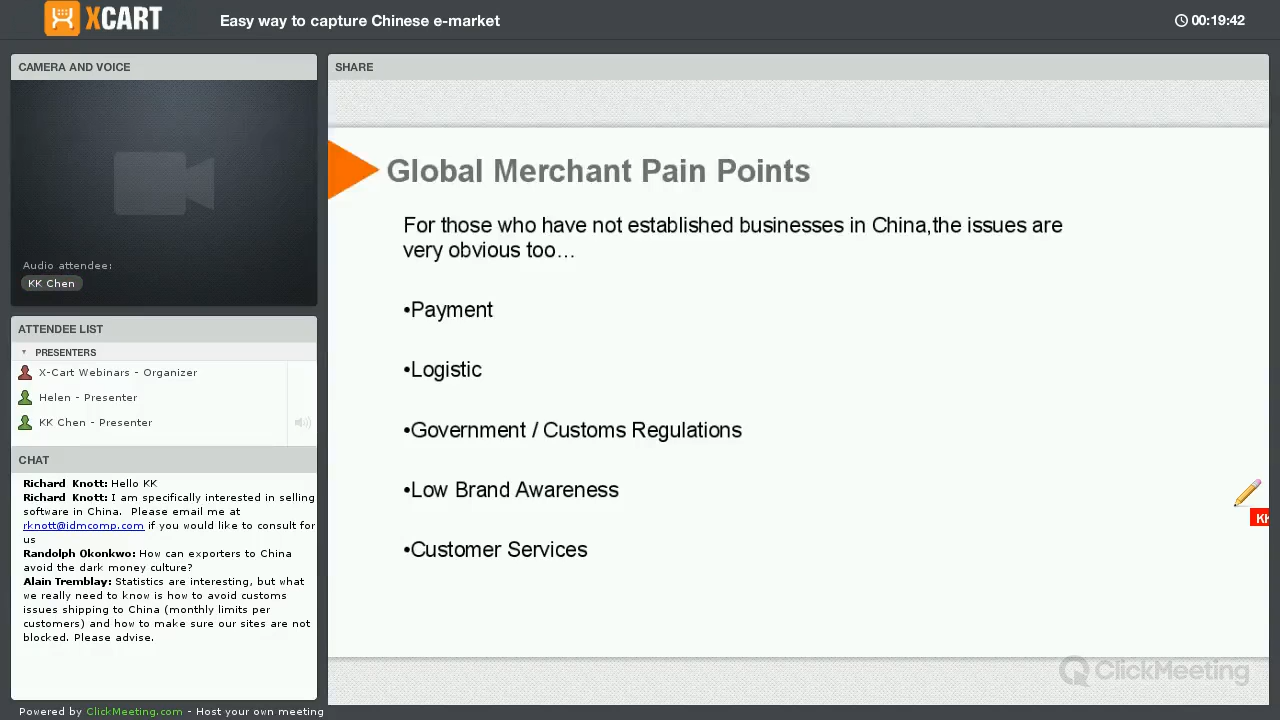 XCART
Easy way to capture Chinese e-market
00:19:42
CAMERA AND VOICE
Audio attendee:
KK Chen
ATTENDEE LIST
PRESENTERS
X-Cart Webinars - Organizer
Helen - Presenter
KK Chen - Presenter
CHAT
Richard Knott: Hello KK
Richard Knott: I am specifically interested in selling
software in China. Please email me at
rknott@idmcomp.com if you would like to consult for
us
Randolph Okonkwo: How can exporters to China
avoid the dark money culture?
Alain Tremblay: Statistics are interesting, but what
we really need to know is how to avoid customs
issues shipping to China (monthly limits per
customers) and how to make sure our sites are not
blocked. Please advise.
Powered by ClickMeeting.com - Host your own meeting
SHARE
Global Merchant Pain Points
For those who have not established businesses in China,the issues are
very obvious too...
•Payment
•Logistic
•Government / Customs Regulations
•Low Brand Awareness
•Customer Services
KK
ClickMeeting